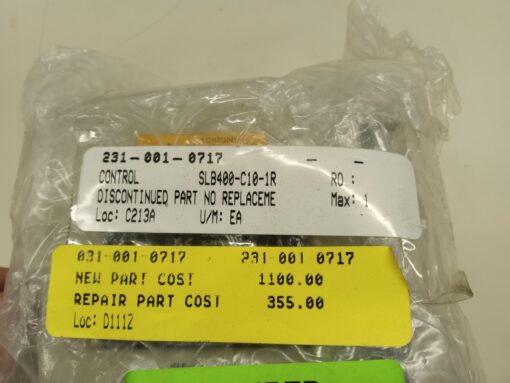 231-001-0717 - -
CONTROL SLB400-C10-1R RO :
DISCONTINUED PART NO REPLACEME Max: 1
Loc: C213A U/M: EA
031-001-0717 231-001 0717
NEW PART COST 1100.00
REPAIR PART COST 355.00
Loc: D111Z